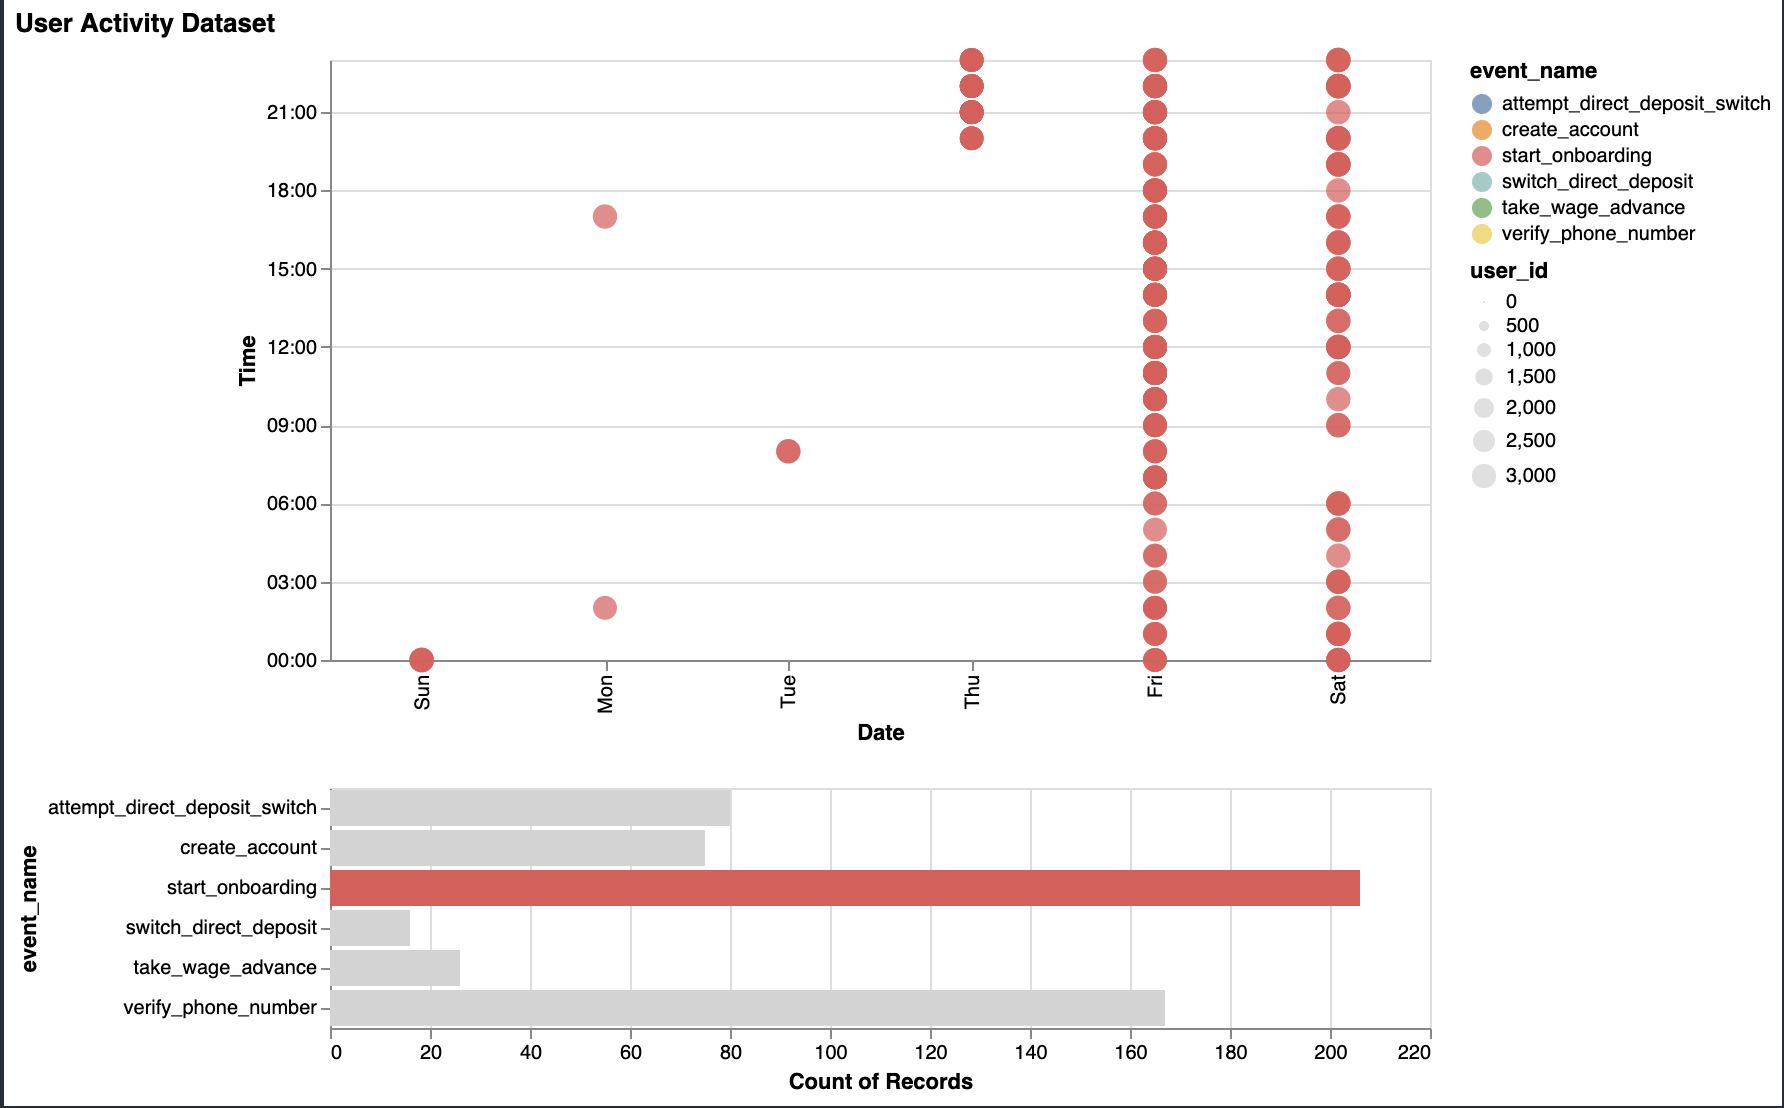 User Activity Dataset
21:00
18:00
15:00
12:00
09:00
06:00
03:00
00:00
Time
Sun
Mon
Tue
Thu
Fri
Sat
Date
event_name
attempt_direct_deposit_switch
create_account
start_onboarding
switch_direct_deposit
take_wage_advance
verify_phone_number
user_id
0
500
1,000
1,500
2,000
2,500
3,000
event_name
attempt_direct_deposit_switch
create_account
start_onboarding
switch_direct_deposit
take_wage_advance
verify_phone_number
0 20 40 60 80 100 120 140 160 180 200 220
Count of Records